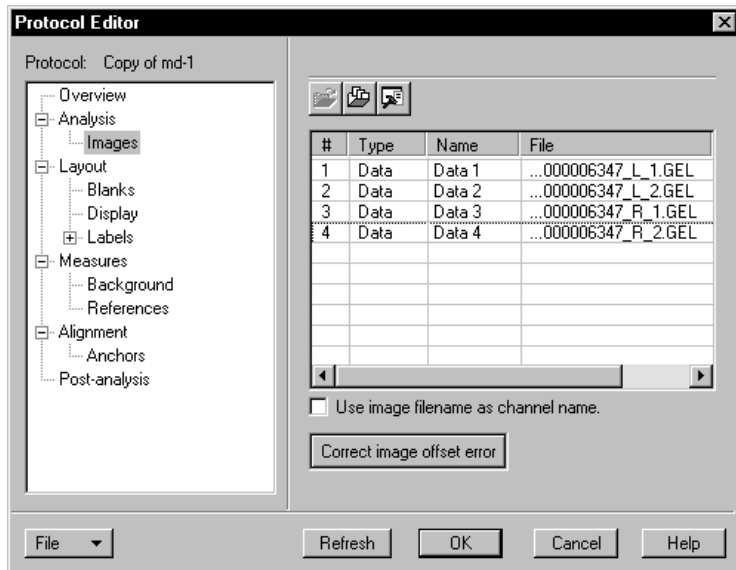 Protocol Editor
Protocol: Copy of md-1
Overview
Analysis
Images
Layout
Blanks
Display
Labels
Measures
Background
References
Alignment
Anchors
Post-analysis
# Type Name File
1 Data Data 1 ...000006347_L_1.GEL
2 Data Data 2 ...000006347_L_2.GEL
3 Data Data 3 ...000006347_R_1.GEL
4 Data Data 4 ...000006347_R_2.GEL
Use image filename as channel name.
Correct image offset error
File Refresh OK Cancel Help